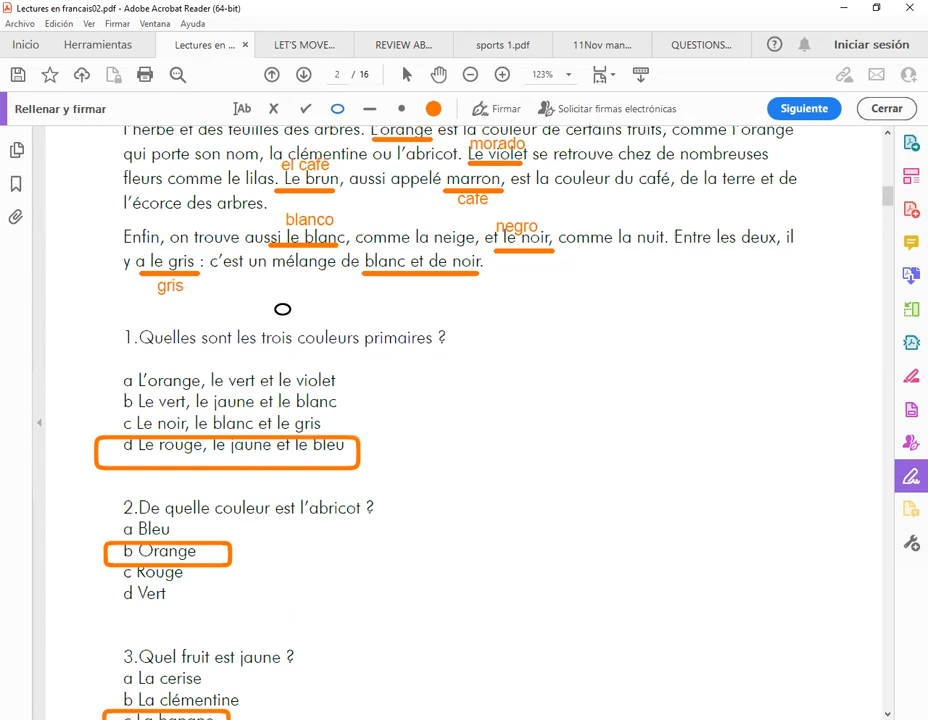 Lectures en francais02.pdf - Adobe Acrobat Reader (64-bit)
Archivo Edición Ver Firmar Ventana Ayuda
Inicio Herramientas Lectures en ... × LET'S MOVE... REVIEW AB... sports 1.pdf 11Nov man... QUESTIONS... Iniciar sesión
2 / 16 123%
Rellenar y firmar Ab Firmar Solicitar firmas electrónicas Siguiente Cerrar
l'herbe et des feuilles des arbres. L'orange est la couleur de certains fruits, comme l'orange
morado
qui porte son nom, la clémentine ou l'abricot. Le violet se retrouve chez de nombreuses
el café
fleurs comme le lilas. Le brun, aussi appelé marron, est la couleur du café, de la terre et de
café
l'écorce des arbres.
blanco
negro
Enfin, on trouve aussi le blanc, comme la neige, et le noir, comme la nuit. Entre les deux, il
y a le gris : c'est un mélange de blanc et de noir.
gris
1.Quelles sont les trois couleurs primaires ?
a L'orange, le vert et le violet
b Le vert, le jaune et le blanc
c Le noir, le blanc et le gris
d Le rouge, le jaune et le bleu
2.De quelle couleur est l'abricot ?
a Bleu
b Orange
c Rouge
d Vert
3.Quel fruit est jaune ?
a La cerise
b La clémentine
c La banane